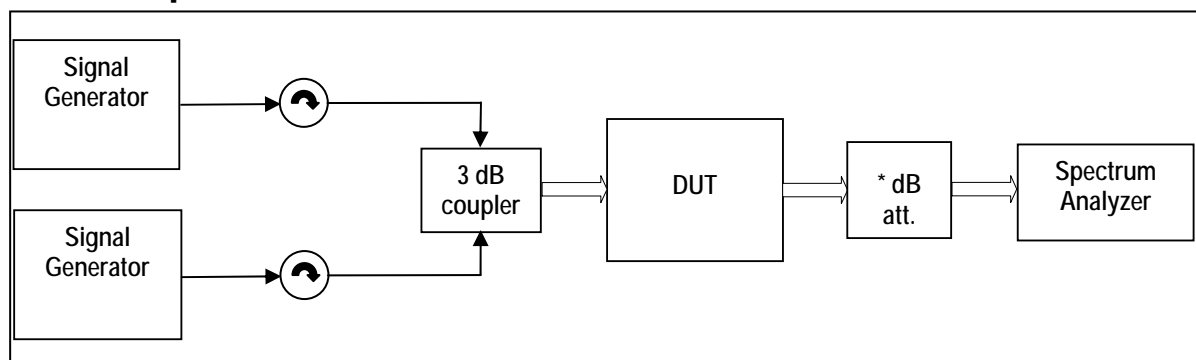 Signal
Generator
3 dB
coupler
DUT
* dB
att.
Spectrum
Analyzer
Signal
Generator